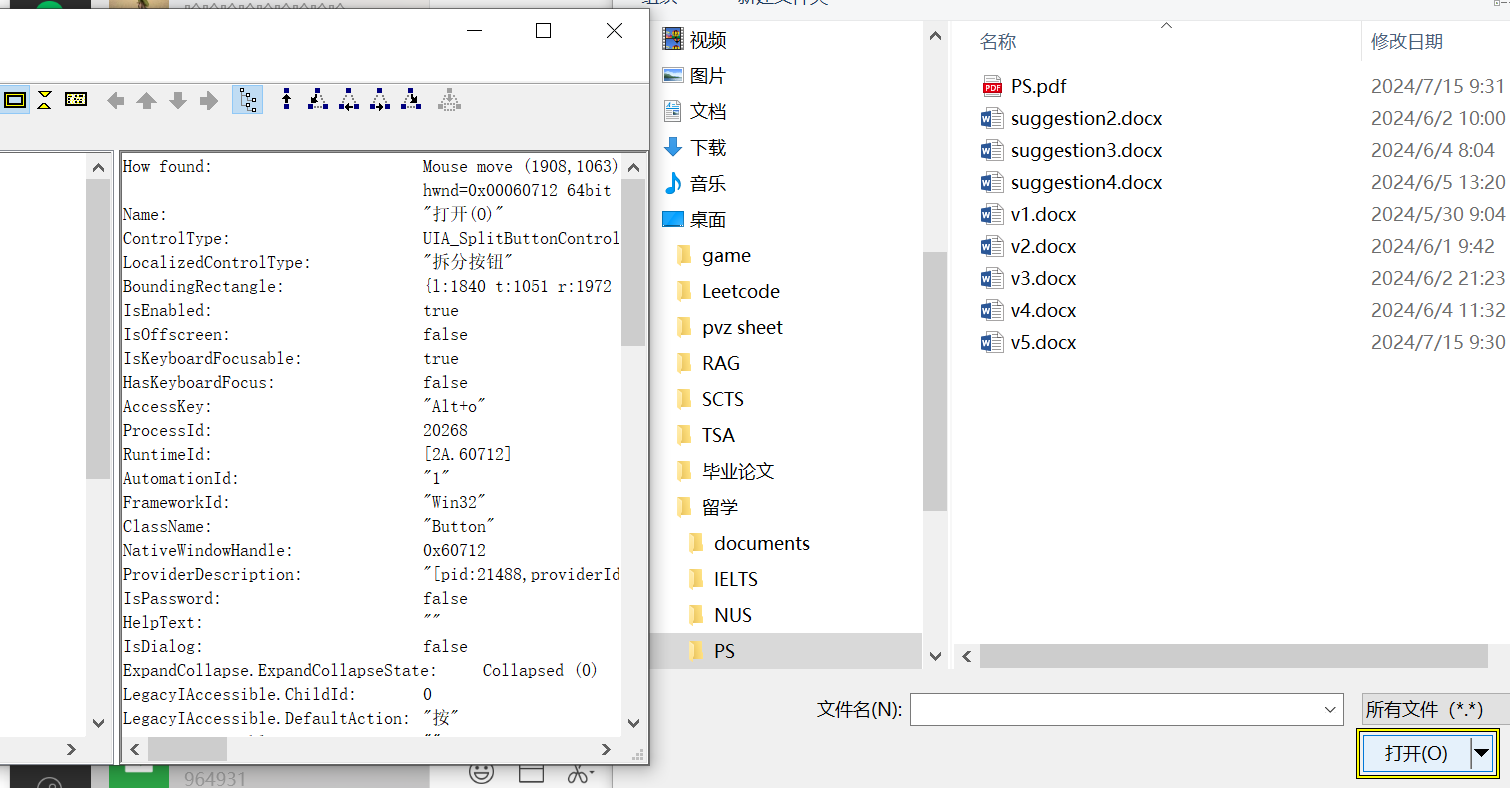 How found: Mouse move (1908,1063)
hwnd=0x00060712 64bit
Name: "打开(O)"
ControlType: UIA_SplitButtonControl
LocalizedControlType: "拆分按钮"
BoundingRectangle: {l:1840 t:1051 r:1972
IsEnabled: true
IsOffscreen: false
IsKeyboardFocusable: true
HasKeyboardFocus: false
AccessKey: "Alt+o"
ProcessId: 20268
RuntimeId: [2A.60712]
AutomationId: "1"
FrameworkId: "Win32"
ClassName: "Button"
NativeWindowHandle: 0x60712
ProviderDescription: "[pid:21488,providerId
IsPassword: false
HelpText: ""
IsDialog: false
ExpandCollapse.ExpandCollapseState: Collapsed (0)
LegacyIAccessible.ChildId: 0
LegacyIAccessible.DefaultAction: "按"
964931
视频
图片
文档
下载
音乐
桌面
game
Leetcode
pvz sheet
RAG
SCTS
TSA
毕业论文
留学
documents
IELTS
NUS
PS
名称 修改日期
PS.pdf 2024/7/15 9:31
suggestion2.docx 2024/6/2 10:00
suggestion3.docx 2024/6/4 8:04
suggestion4.docx 2024/6/5 13:20
v1.docx 2024/5/30 9:04
v2.docx 2024/6/1 9:42
v3.docx 2024/6/2 21:23
v4.docx 2024/6/4 11:32
v5.docx 2024/7/15 9:30
文件名(N): 所有文件 (*.*)
打开(O)